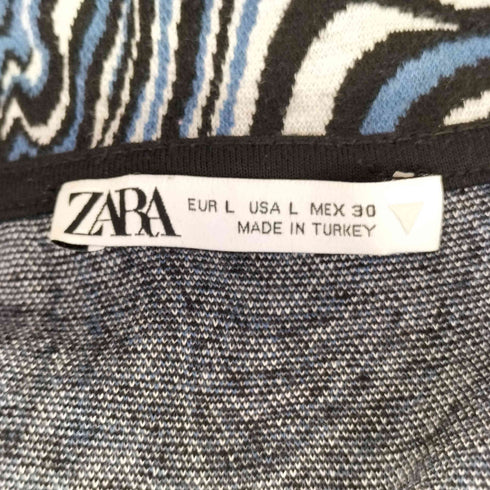 ZARA
EUR L USA L MEX 30
MADE IN TURKEY